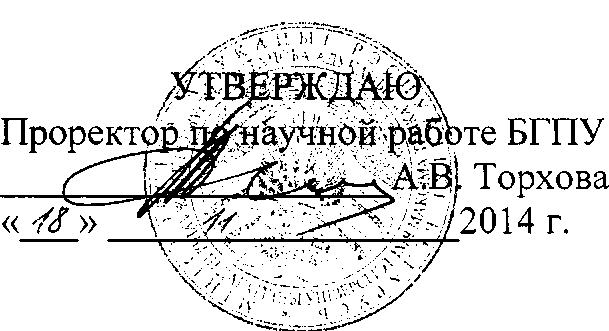 УТВЕРЖДАЮ
Проректор по научной работе БГПУ
А.В. Торхова
«18» 11 2014 г.